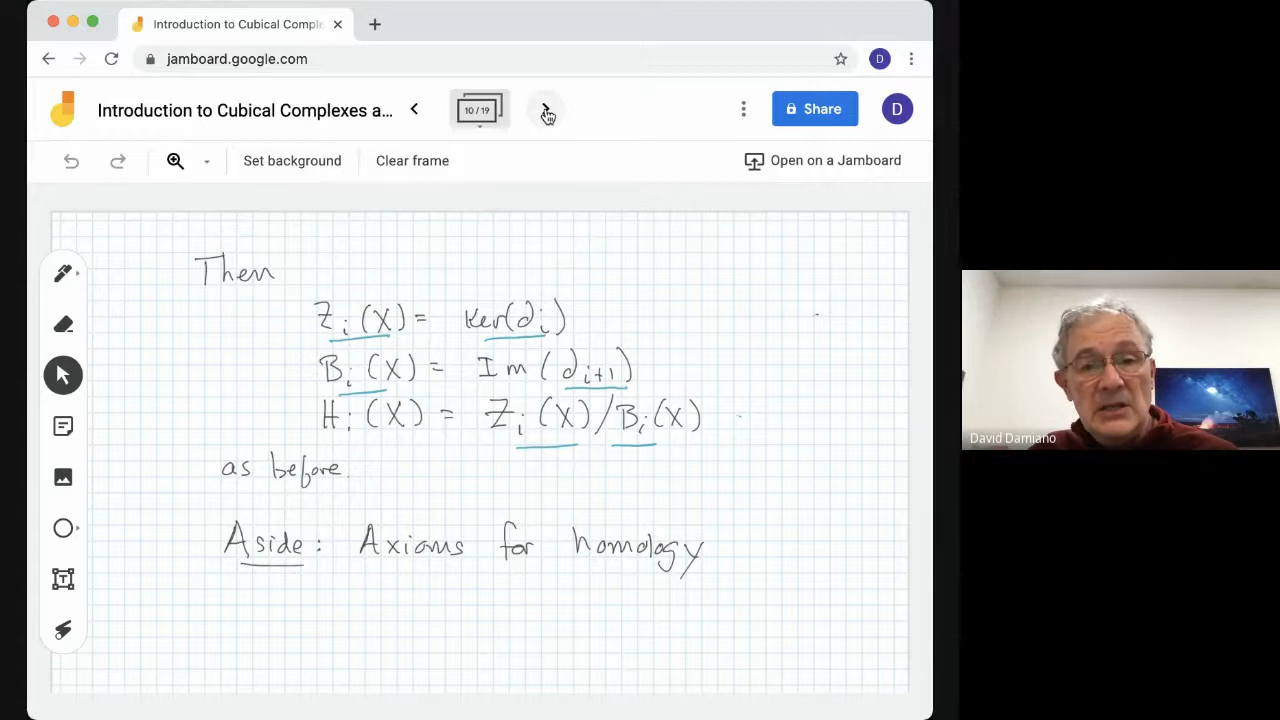 Introduction to Cubical Comple
jamboard.google.com
D
Introduction to Cubical Complexes a...
10 / 19
Share
D
Set background
Clear frame
Open on a Jamboard
Then
Z_i(X) = ker(∂_i)
B_i(X) = Im(∂_{i+1})
H_i(X) = Z_i(X)/B_i(X)
as before.
Aside: Axioms for homology
David Damiano